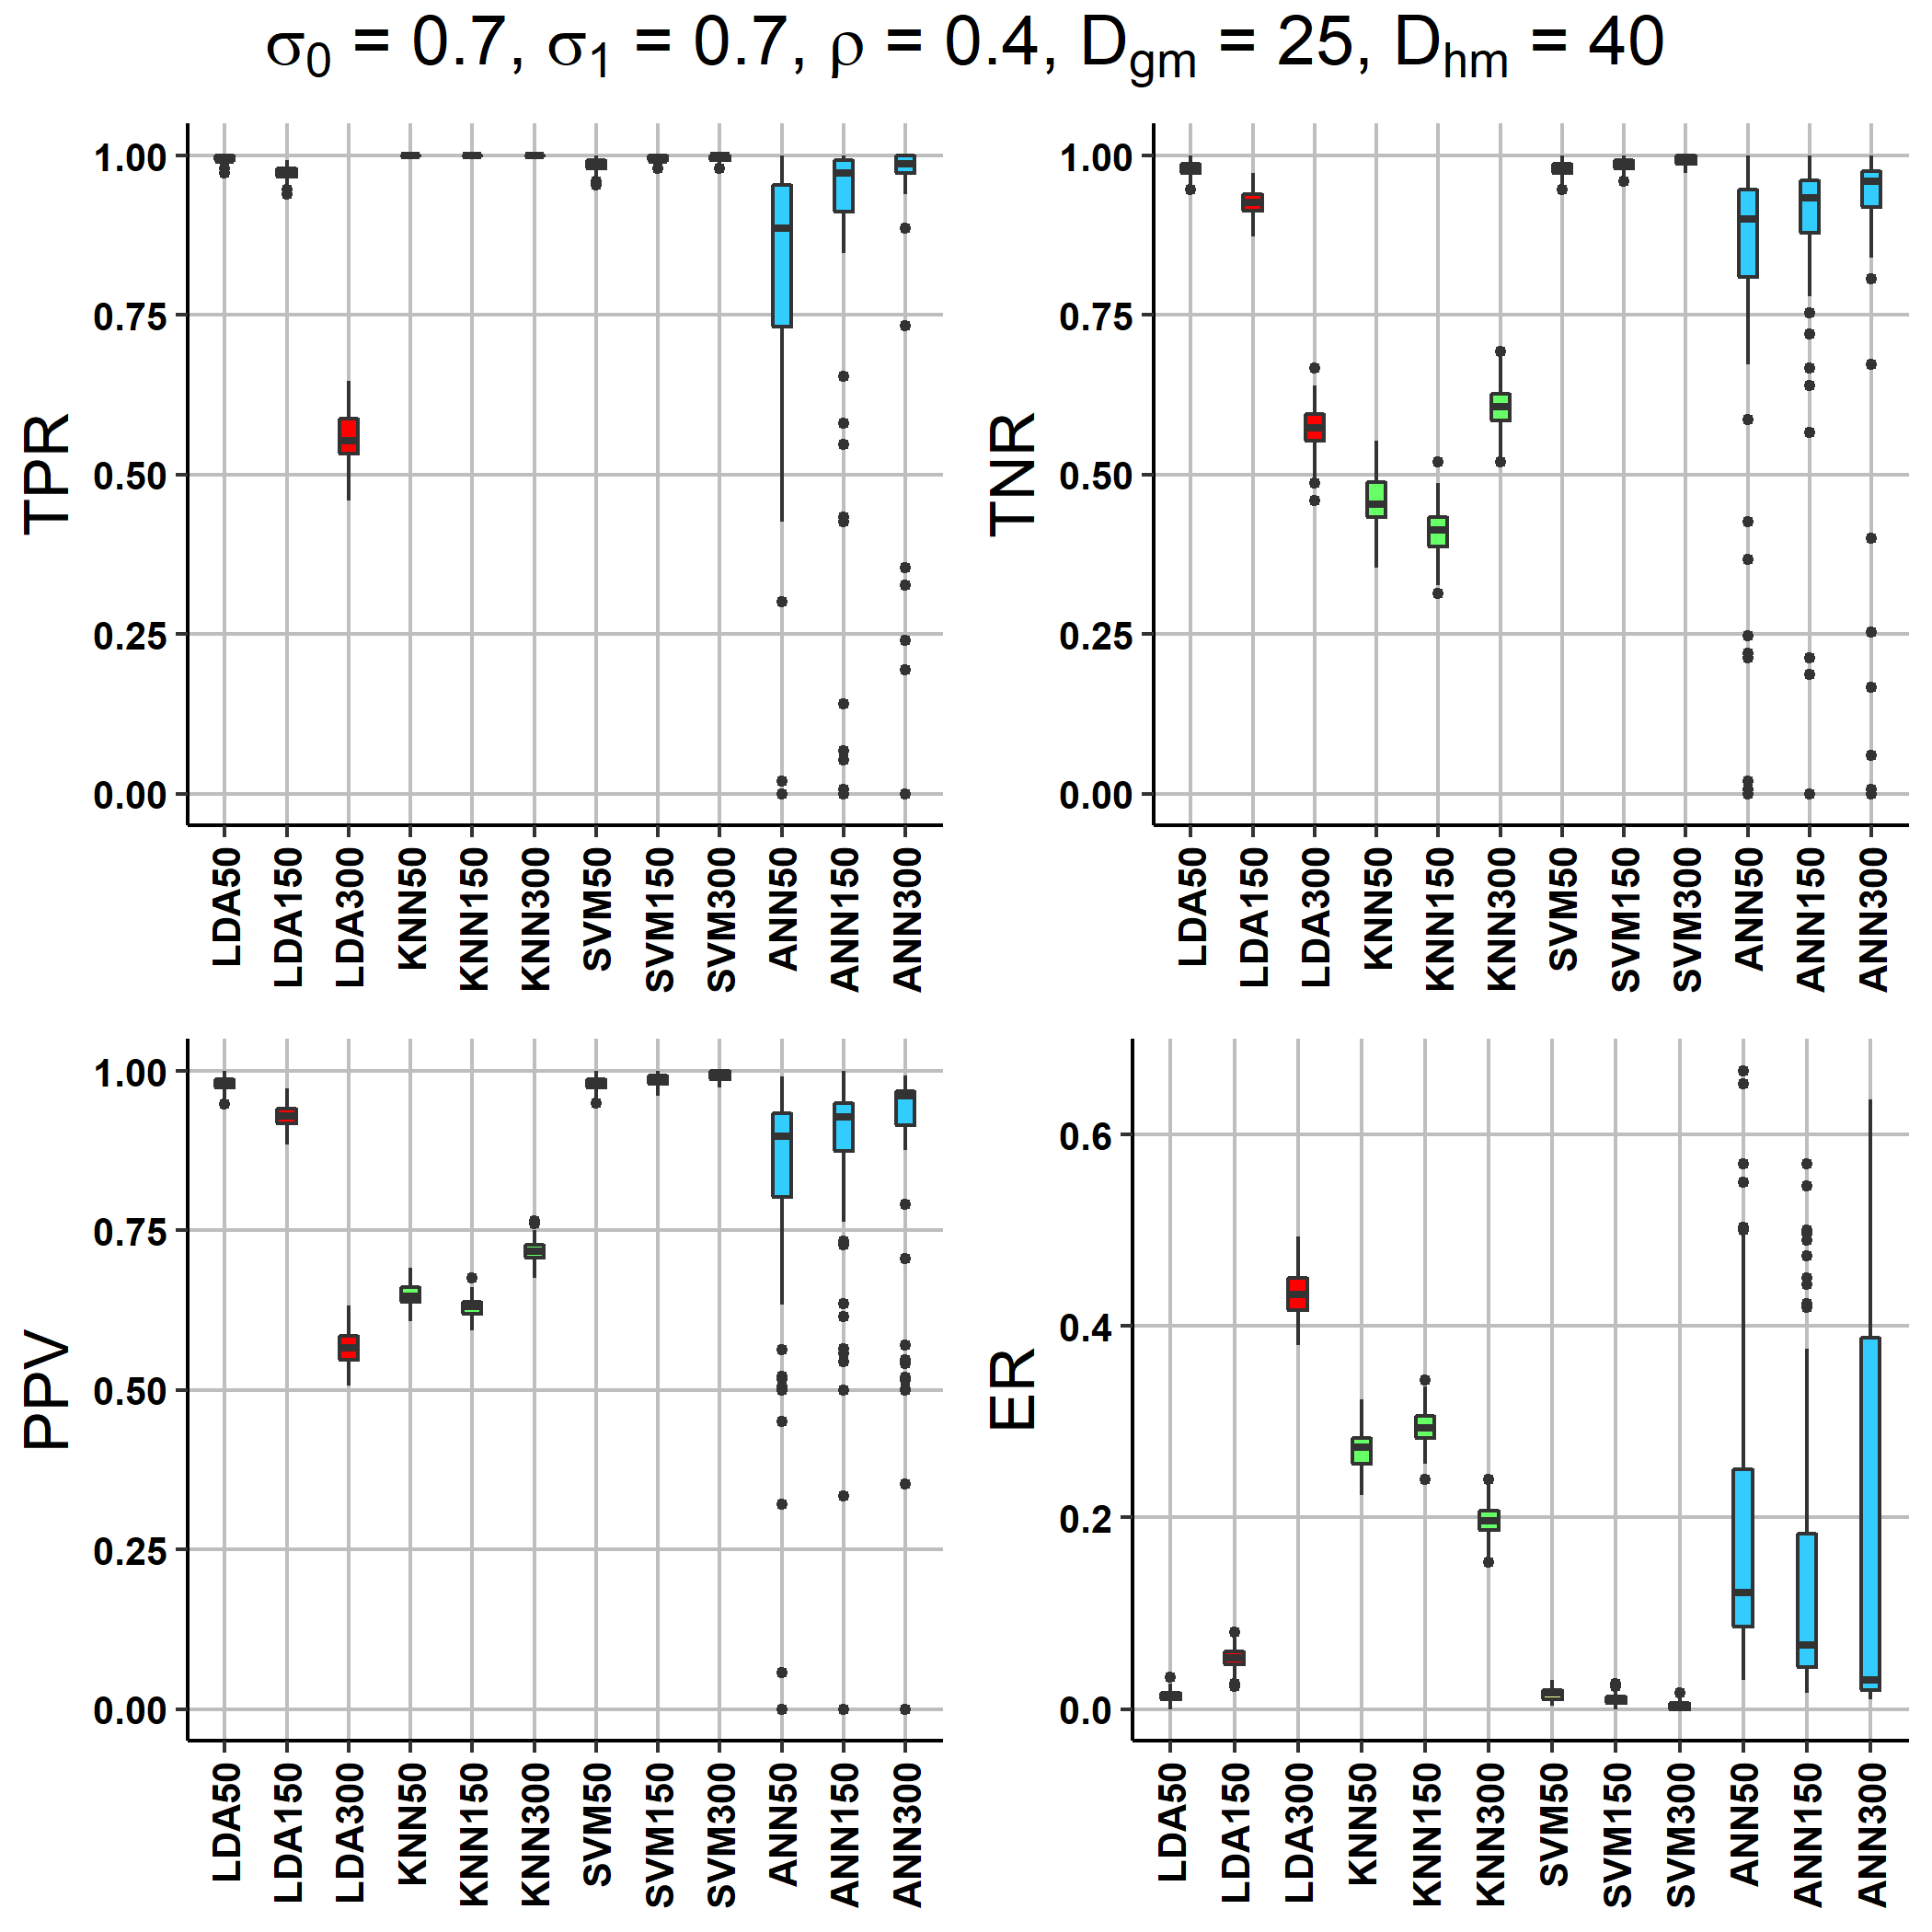 σ₀ = 0.7, σ₁ = 0.7, ρ = 0.4, D_gm = 25, D_hm = 40
TPR
1.00
0.75
0.50
0.25
0.00
LDA50
LDA150
LDA300
KNN50
KNN150
KNN300
SVM50
SVM150
SVM300
ANN50
ANN150
ANN300
TNR
1.00
0.75
0.50
0.25
0.00
LDA50
LDA150
LDA300
KNN50
KNN150
KNN300
SVM50
SVM150
SVM300
ANN50
ANN150
ANN300
PPV
1.00
0.75
0.50
0.25
0.00
LDA50
LDA150
LDA300
KNN50
KNN150
KNN300
SVM50
SVM150
SVM300
ANN50
ANN150
ANN300
ER
0.6
0.4
0.2
0.0
LDA50
LDA150
LDA300
KNN50
KNN150
KNN300
SVM50
SVM150
SVM300
ANN50
ANN150
ANN300